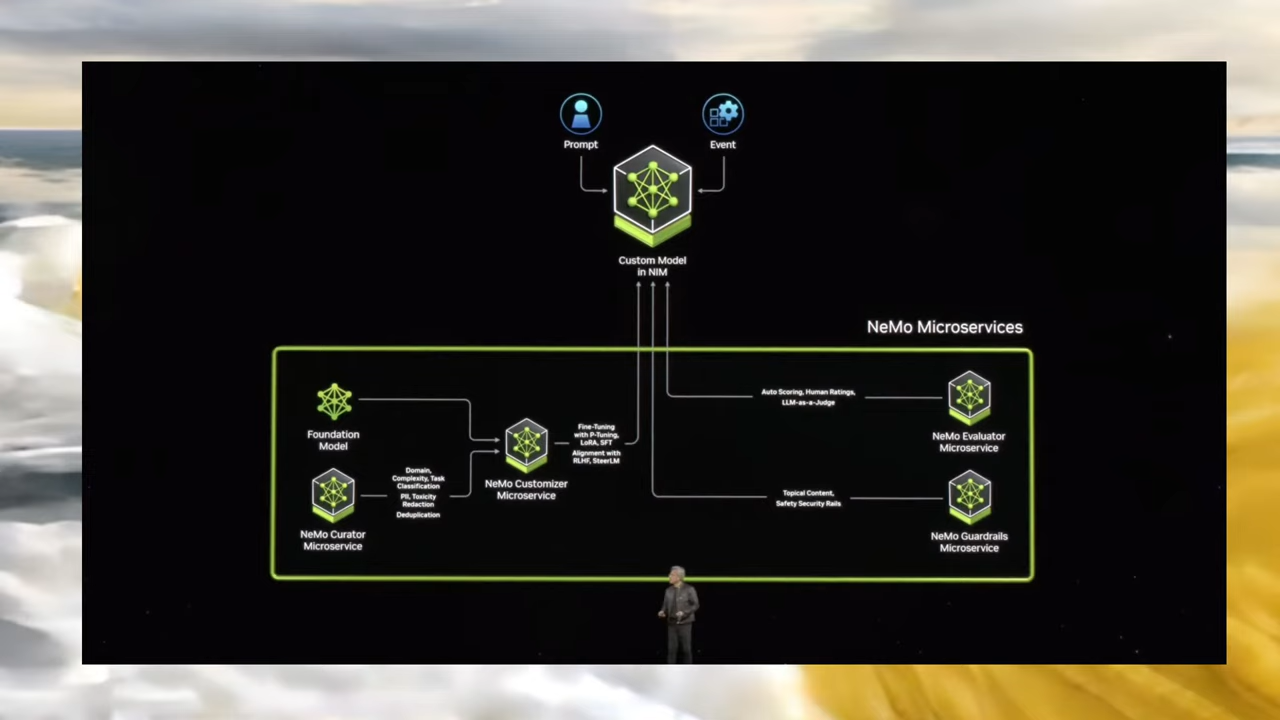 Prompt
Event
Custom Model
in NIM
NeMo Microservices
Foundation
Model
NeMo Curator
Microservice
Domain,
Complexity, Task
Classification
PII, Toxicity
Redaction
Deduplication
NeMo Customizer
Microservice
Fine-Tuning
with P-Tuning,
LoRA, SFT
Alignment with
RLHF, SteerLM
Auto Scoring, Human Ratings,
LLM-as-a-Judge
NeMo Evaluator
Microservice
Topical Content,
Safety Security Rails
NeMo Guardrails
Microservice